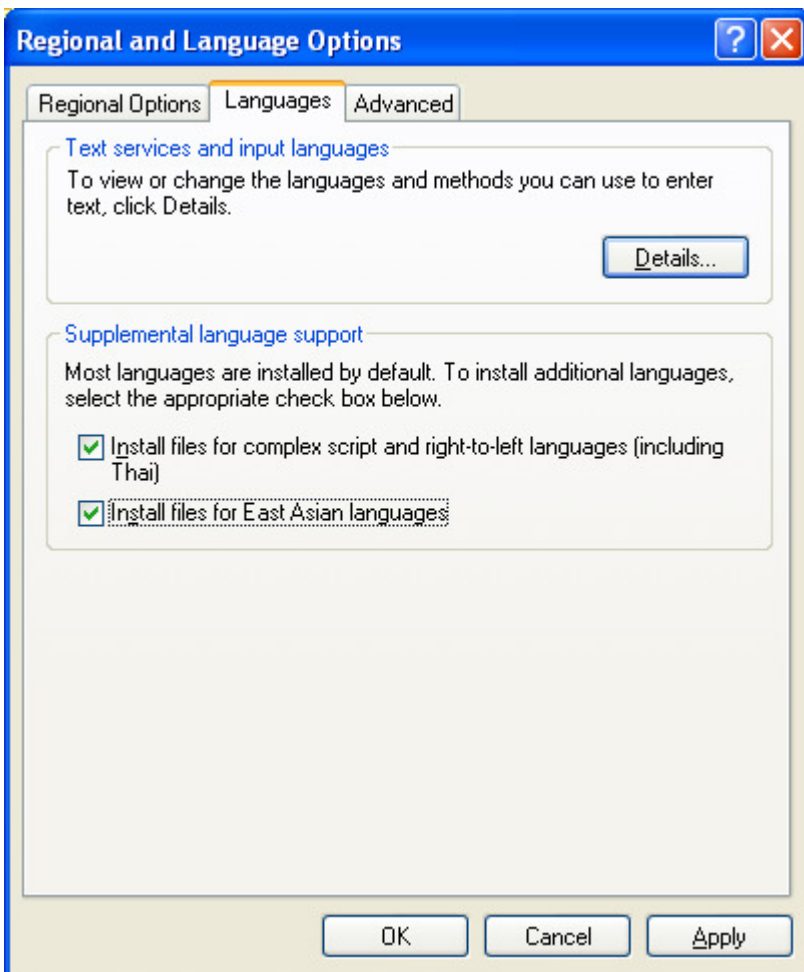 Regional and Language Options
Regional Options
Languages
Advanced
Text services and input languages
To view or change the languages and methods you can use to enter
text, click Details.
Details...
Supplemental language support
Most languages are installed by default. To install additional languages,
select the appropriate check box below.
Install files for complex script and right-to-left languages (including
Thai)
Install files for East Asian languages
OK
Cancel
Apply